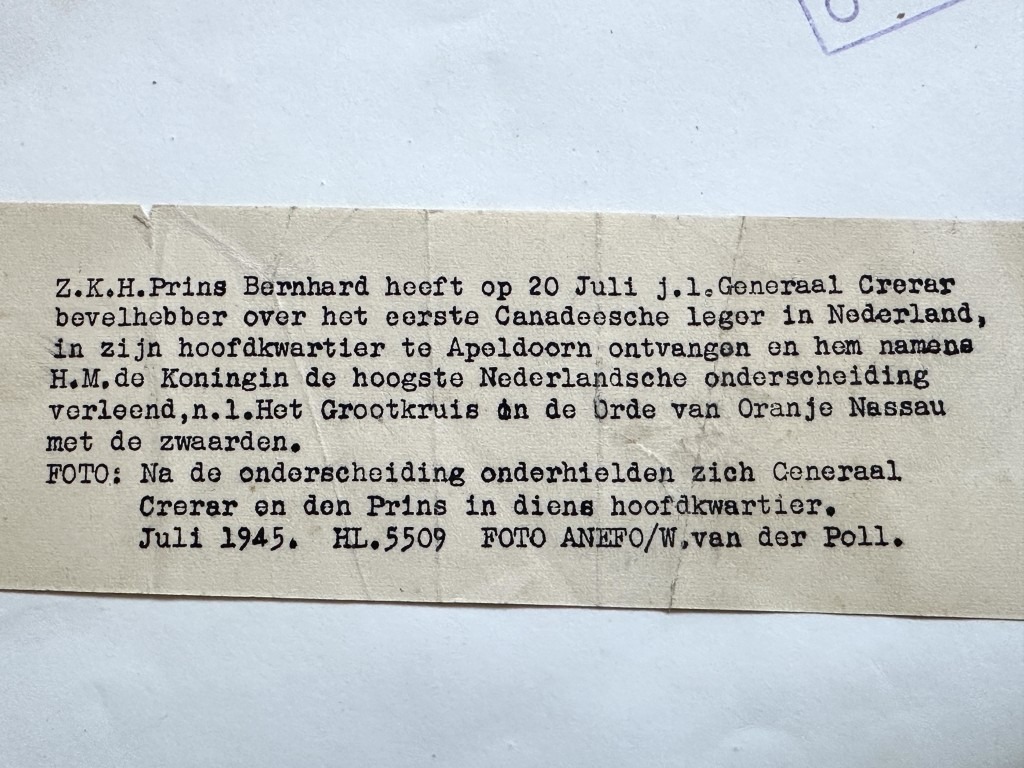 Z.K.H.Prins Bernhard heeft op 20 Juli j.l.Generaal Crerar
bevelhebber over het eerste Canadeesche leger in Nederland,
in zijn hoofdkwartier te Apeldoorn ontvangen en hem namens
H.M.de Koningin de hoogste Nederlandsche onderscheiding
verleend,n.l.Het Grootkruis in de Orde van Oranje Nassau
met de zwaarden.
FOTO: Na de onderscheiding onderhielden zich Generaal
Crerar en den Prins in diens hoofdkwartier.
Juli 1945. HL.5509 FOTO ANEFO/W.van der Poll.